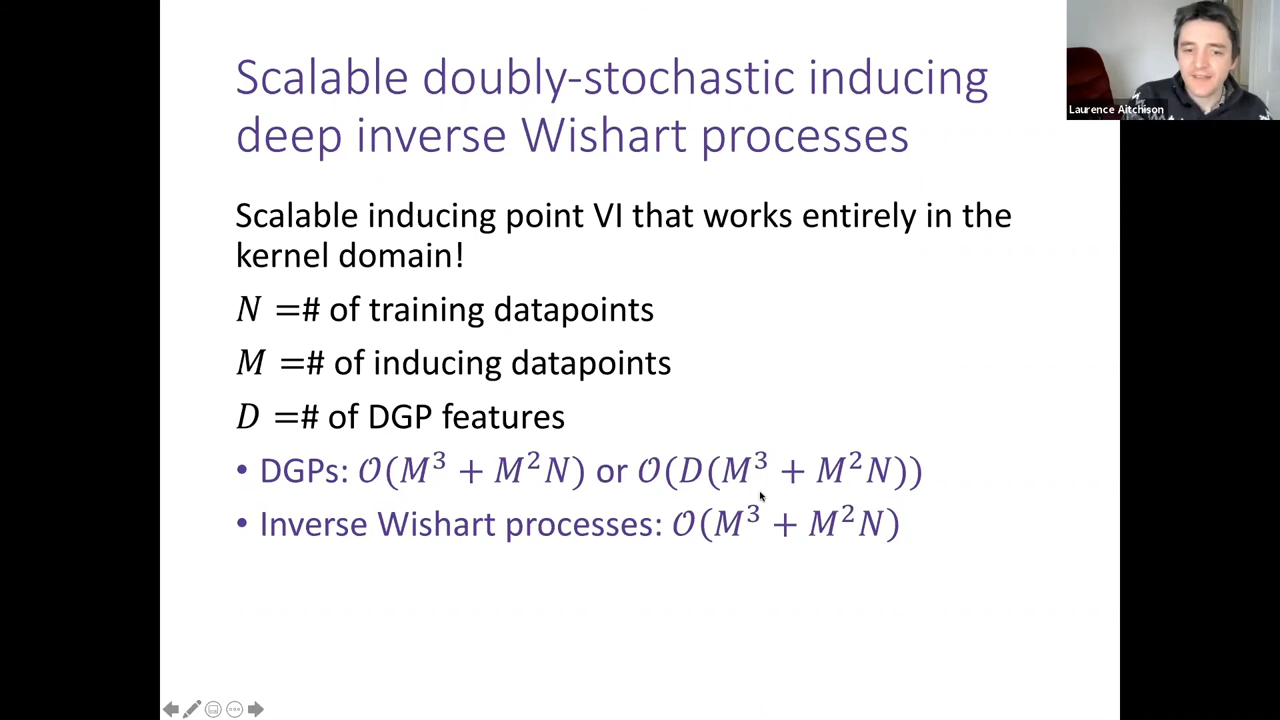 Scalable doubly-stochastic inducing
deep inverse Wishart processes
Laurence Aitchison
Scalable inducing point VI that works entirely in the
kernel domain!
N =# of training datapoints
M =# of inducing datapoints
D =# of DGP features
• DGPs: 𝒪(M³ + M²N) or 𝒪(D(M³ + M²N))
• Inverse Wishart processes: 𝒪(M³ + M²N)